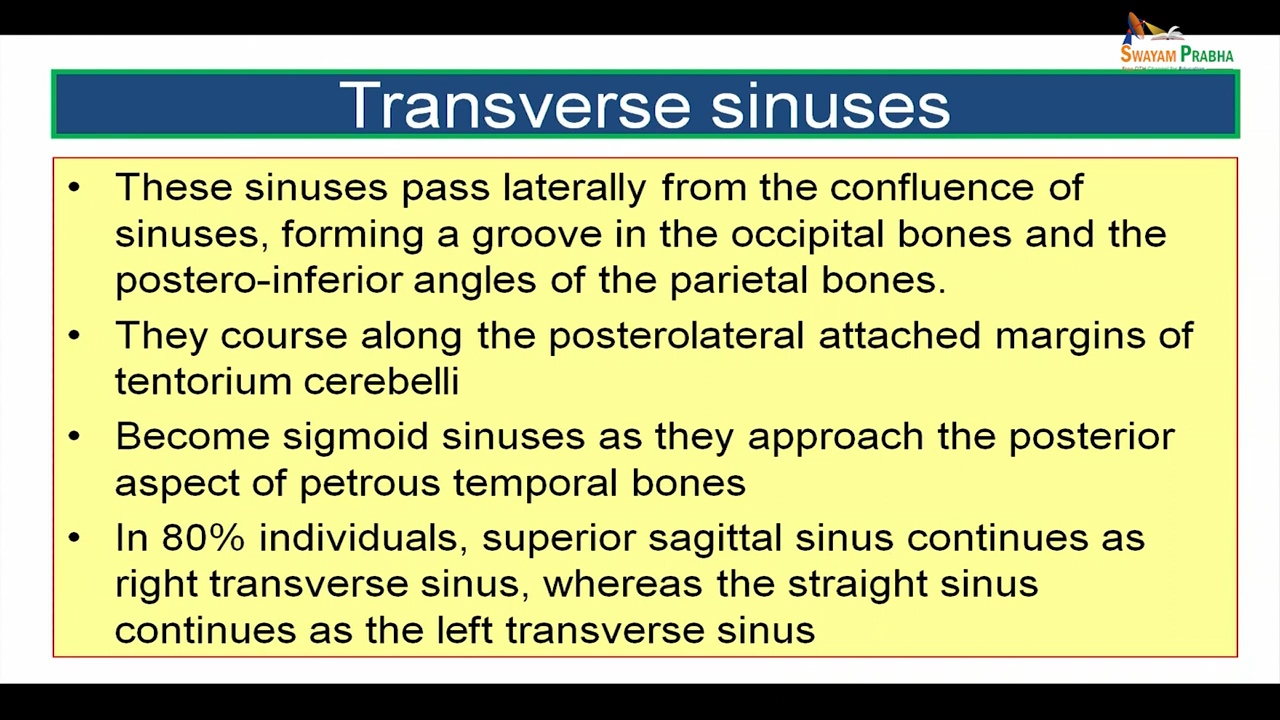 SWAYAM PRABHA
Transverse sinuses
• These sinuses pass laterally from the confluence of
sinuses, forming a groove in the occipital bones and the
postero-inferior angles of the parietal bones.
• They course along the posterolateral attached margins of
tentorium cerebelli
• Become sigmoid sinuses as they approach the posterior
aspect of petrous temporal bones
• In 80% individuals, superior sagittal sinus continues as
right transverse sinus, whereas the straight sinus
continues as the left transverse sinus